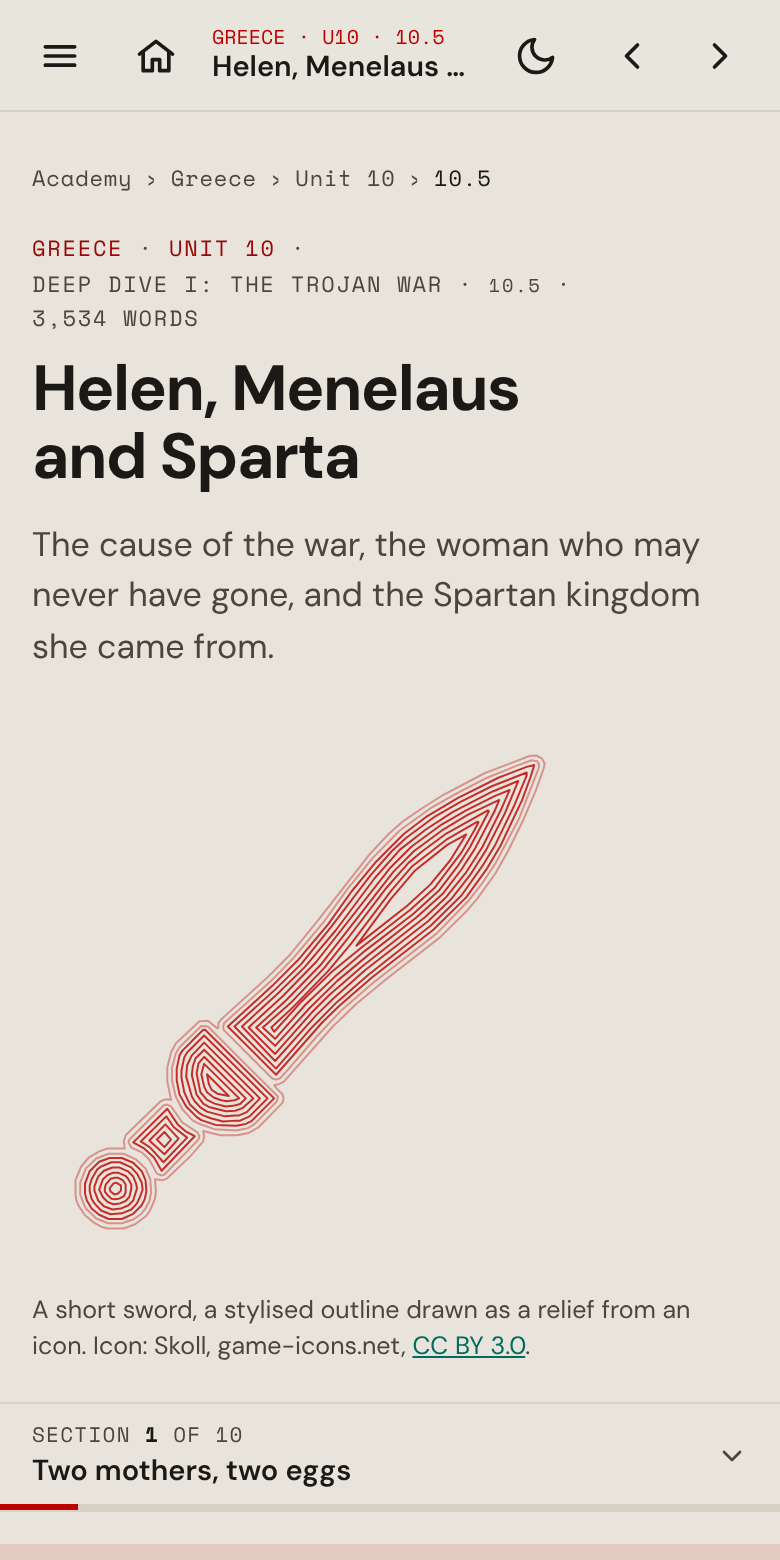 GREECE · U10 · 10.5
Helen, Menelaus ...
Academy › Greece › Unit 10 › 10.5
GREECE · UNIT 10 ·
DEEP DIVE I: THE TROJAN WAR · 10.5 ·
3,534 WORDS
Helen, Menelaus
and Sparta
The cause of the war, the woman who may
never have gone, and the Spartan kingdom
she came from.
A short sword, a stylised outline drawn as a relief from an
icon. Icon: Skoll, game-icons.net, CC BY 3.0.
SECTION 1 OF 10
Two mothers, two eggs